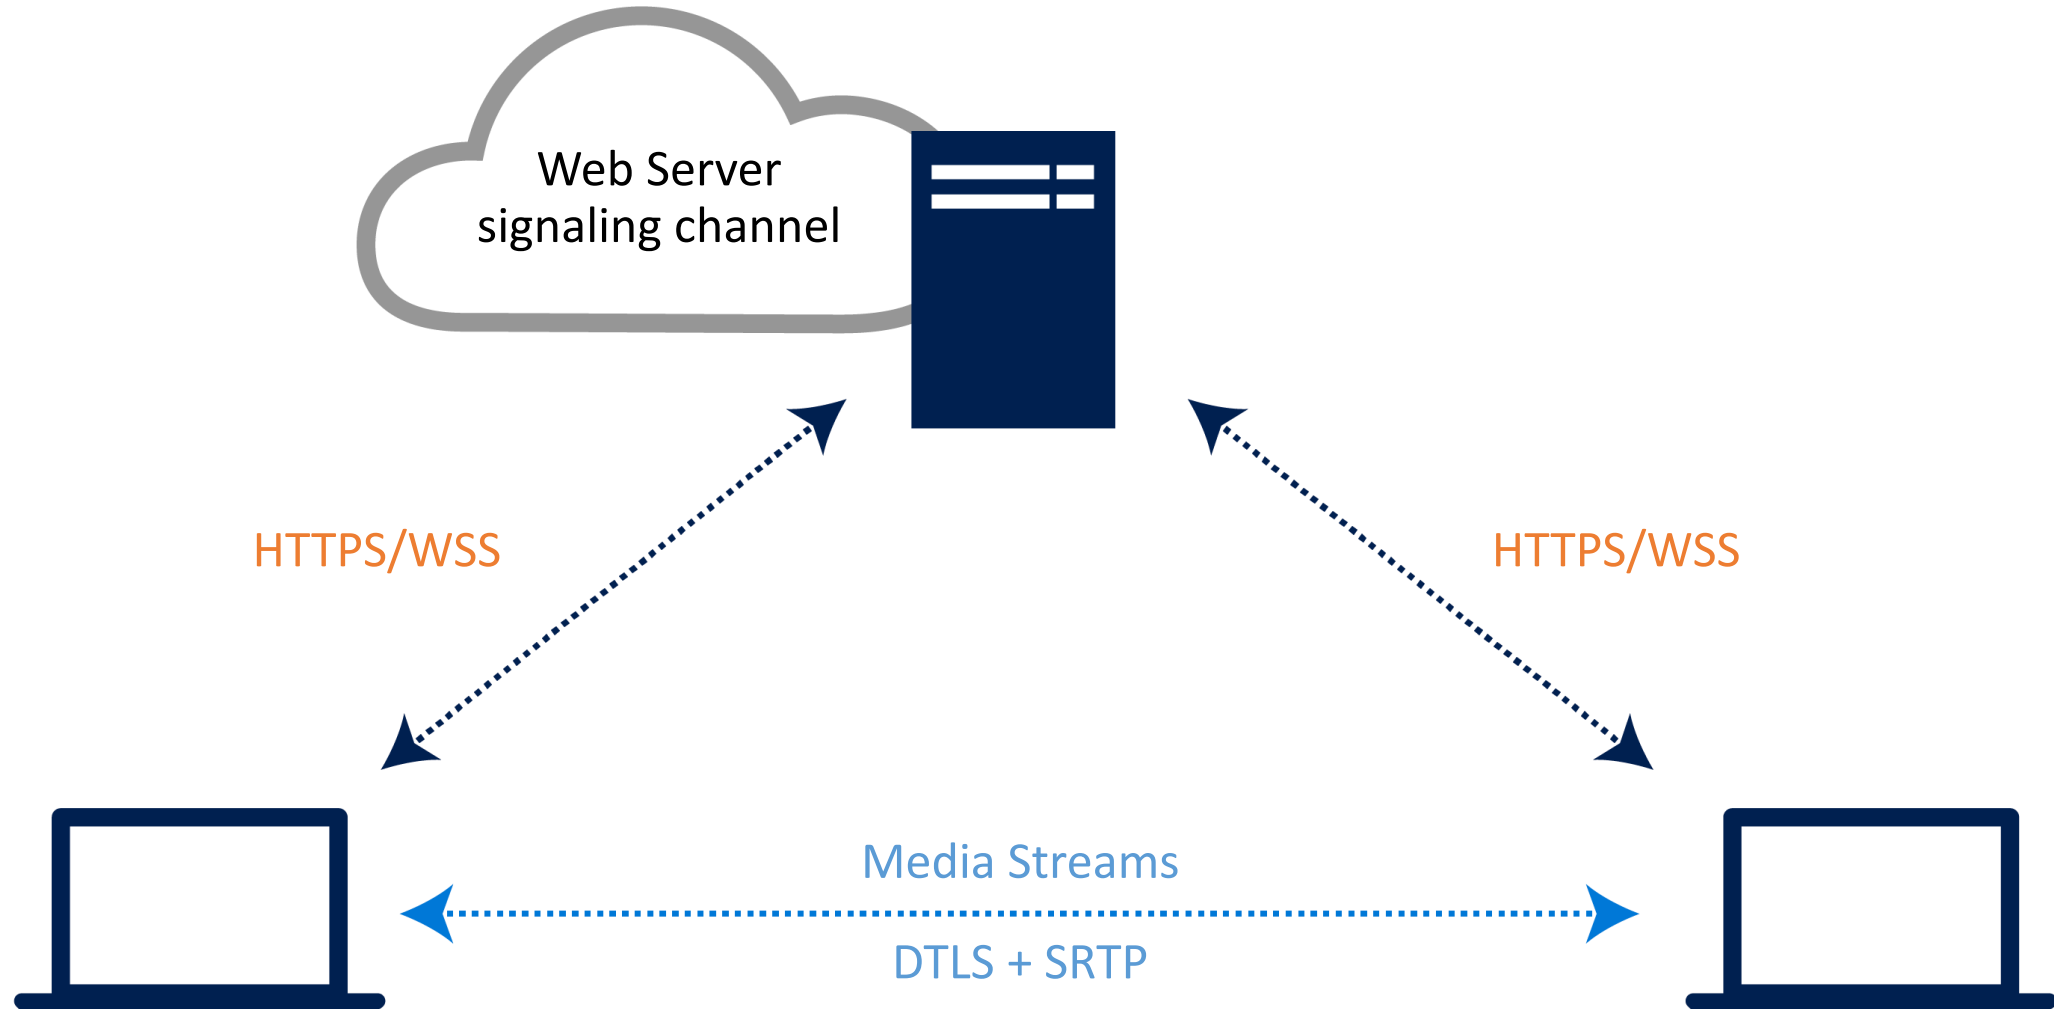 Web Server
signaling channel
HTTPS/WSS
HTTPS/WSS
Media Streams
DTLS + SRTP